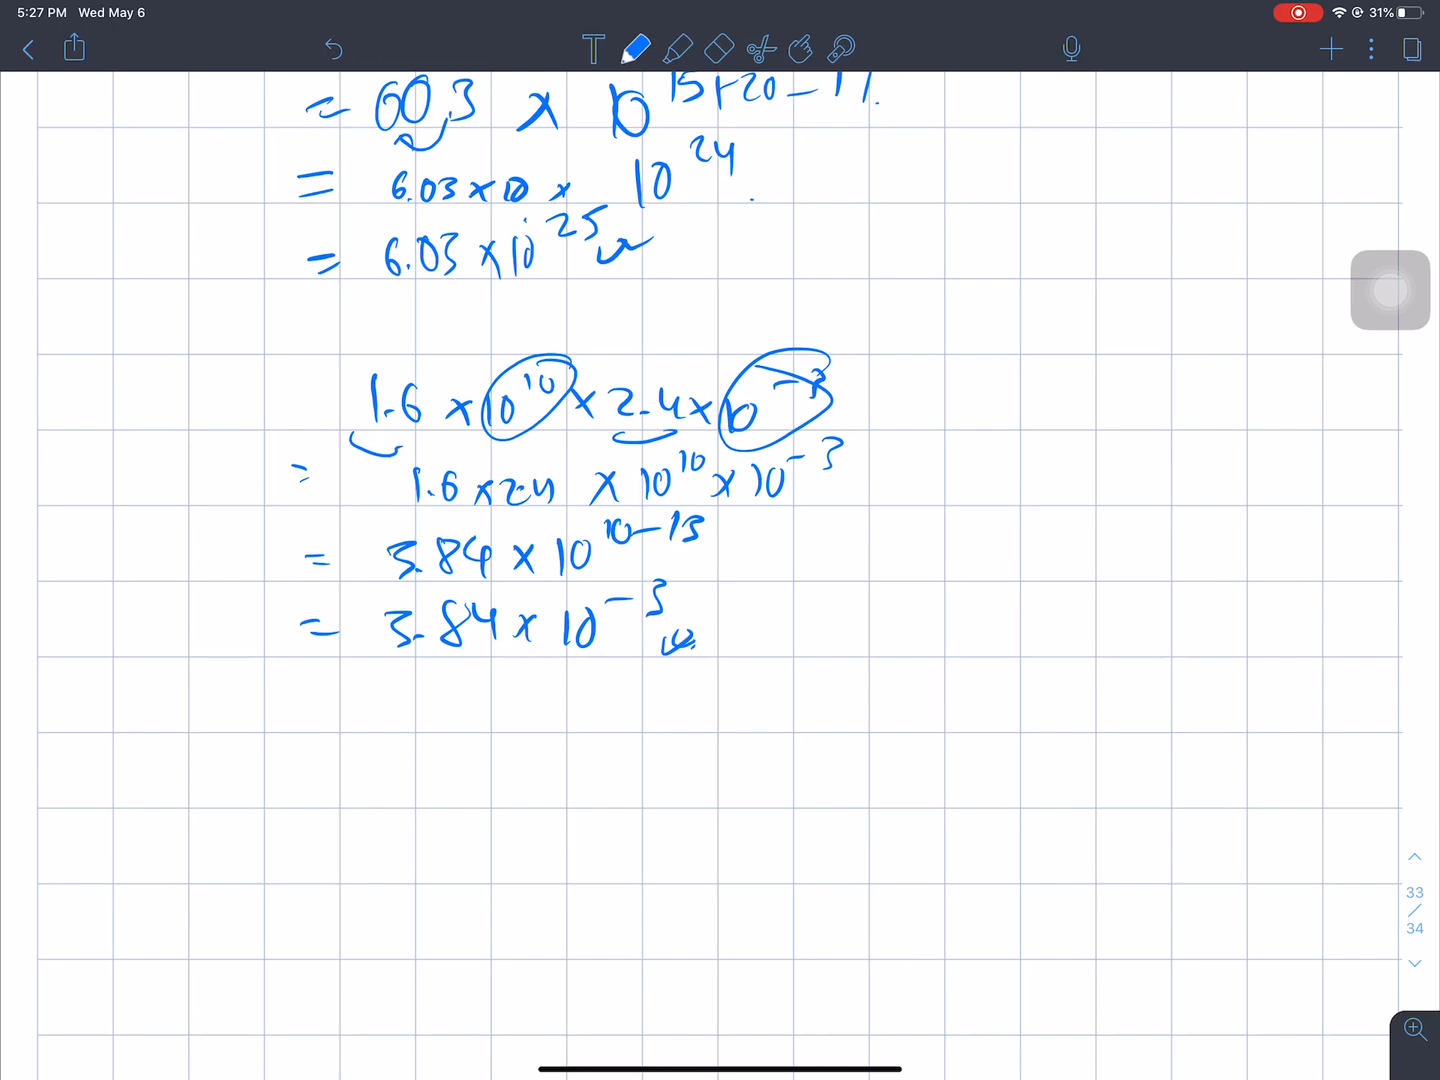 5:27 PM Wed May 6
31%
T
= 60.3 × 10^15+20-11.
= 6.03 × 10 × 10^24.
= 6.03 × 10^25
1.6 × 10^10 × 2.4 × 10^-3
= 1.6 × 2.4 × 10^10 × 10^-3
= 3.84 × 10^10-13
= 3.84 × 10^-3
33
/
34